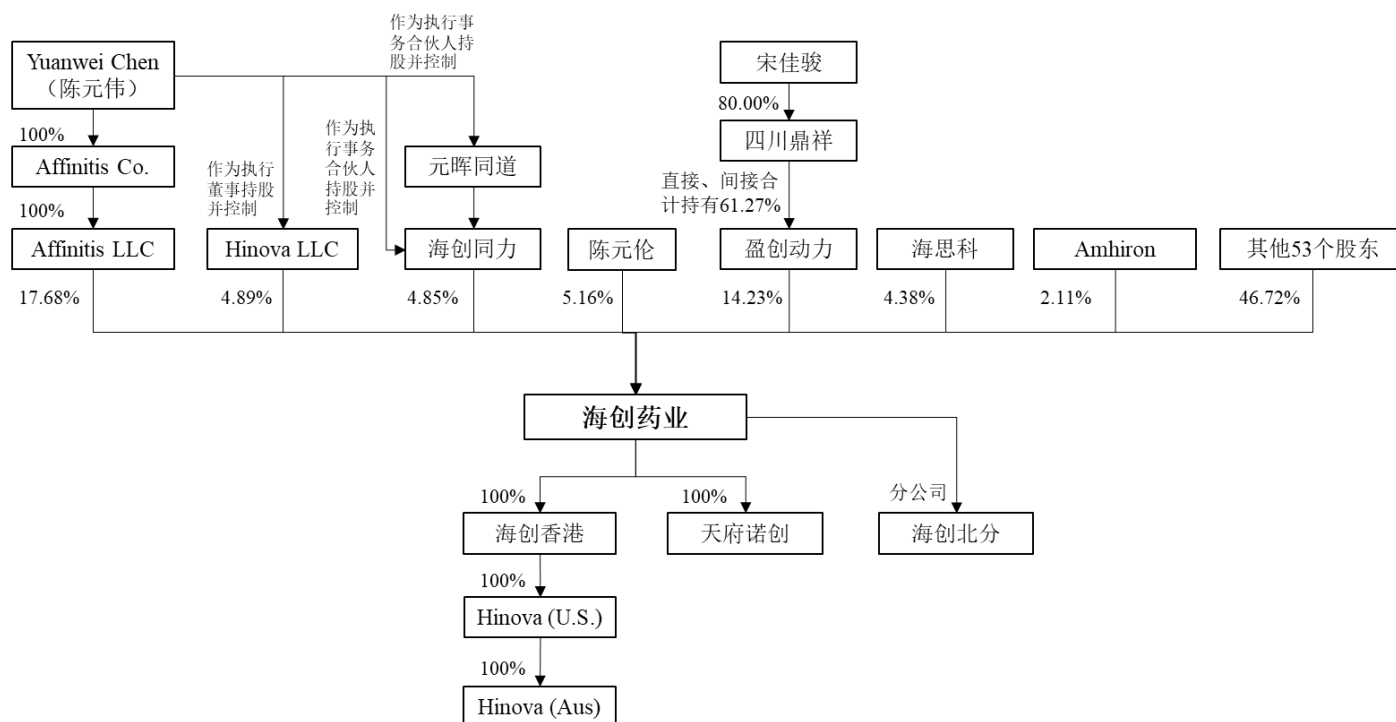 作为执行事
务合伙人持
股并控制
Yuanwei Chen
（陈元伟）
宋佳骏
100%
80.00%
作为执
行事务
合伙人
持股并
控制
Affinitis Co.
作为执行
董事持股
并控制
元晖同道
四川鼎祥
100%
直接、间接合
计持有61.27%
Affinitis LLC
Hinova LLC
海创同力
陈元伦
盈创动力
海思科
Amhiron
其他53个股东
17.68%
4.89%
4.85%
5.16%
14.23%
4.38%
2.11%
46.72%
海创药业
100%
100%
分公司
海创香港
天府诺创
海创北分
100%
Hinova (U.S.)
100%
Hinova (Aus)